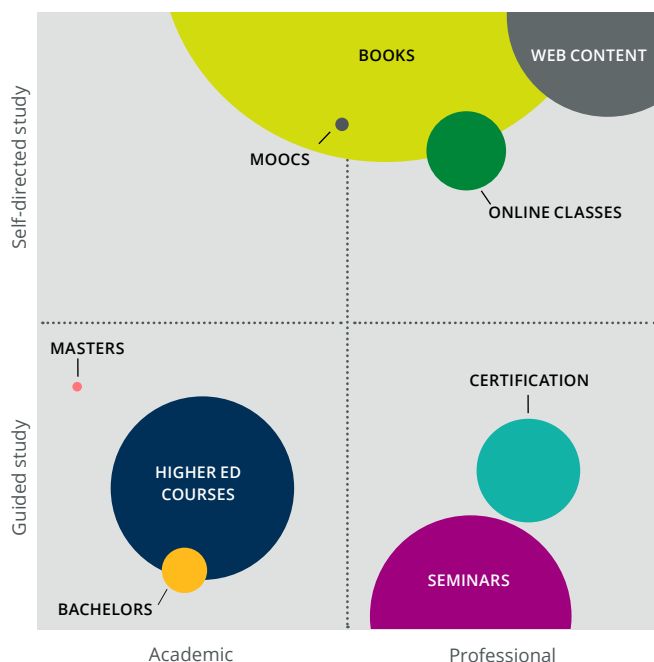 BOOKS
WEB CONTENT
MOOCS
ONLINE CLASSES
Self-directed study
MASTERS
CERTIFICATION
HIGHER ED
COURSES
SEMINARS
BACHELORS
Guided study
Academic
Professional